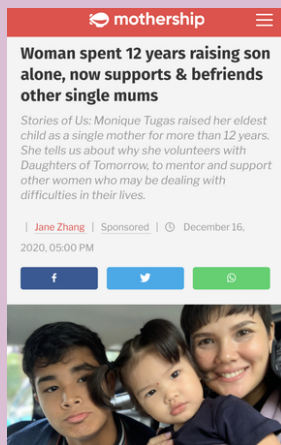 mothership
Woman spent 12 years raising son
alone, now supports & befriends
other single mums
Stories of Us: Monique Tugas raised her eldest
child as a single mother for more than 12 years.
She tells us about why she volunteers with
Daughters of Tomorrow, to mentor and support
other women who may be dealing with
difficulties in their lives.
| Jane Zhang | Sponsored | December 16,
2020, 05:00 PM